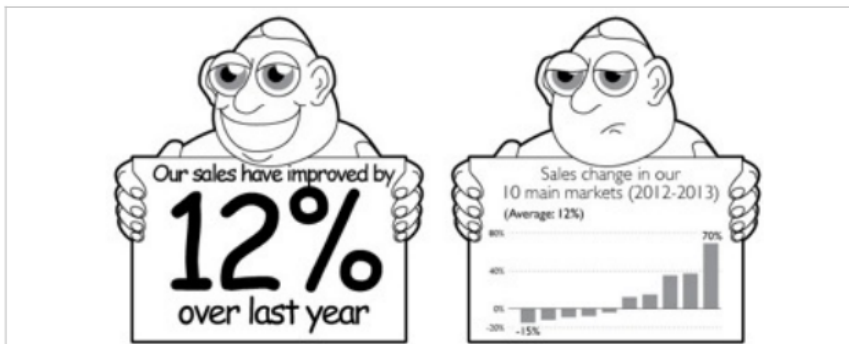 Our sales have improved by
12%
over last year
Sales change in our
10 main markets (2012-2013)
(Average: 12%)
80%
70%
40%
0%
-20%
-15%